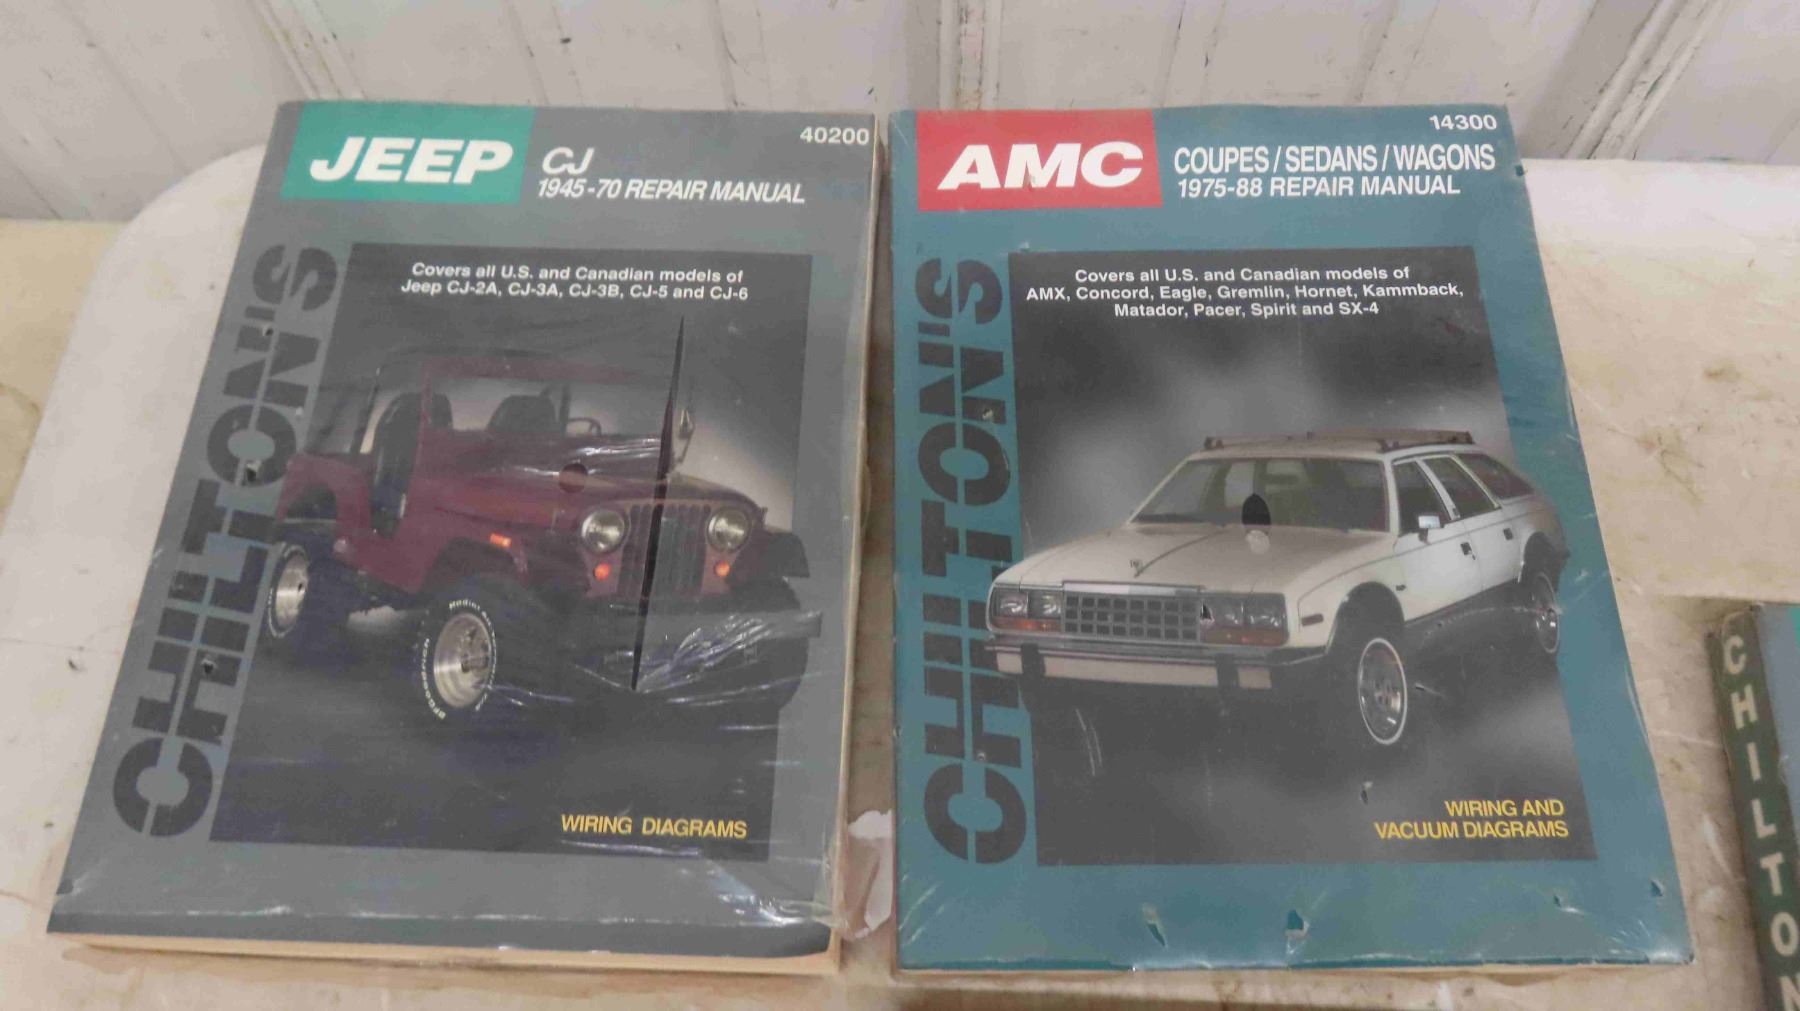 JEEP
CJ
1945-70 REPAIR MANUAL
40200
CHILTON'S
Covers all U.S. and Canadian models of
Jeep CJ-2A, CJ-3A, CJ-3B, CJ-5 and CJ-6
Radial
BFGoodrich
WIRING DIAGRAMS
AMC
14300
COUPES/SEDANS/WAGONS
1975-88 REPAIR MANUAL
CHILTON'S
Covers all U.S. and Canadian models of
AMX, Concord, Eagle, Gremlin, Hornet, Kammback,
Matador, Pacer, Spirit and SX-4
WIRING AND
VACUUM DIAGRAMS
CHILTON